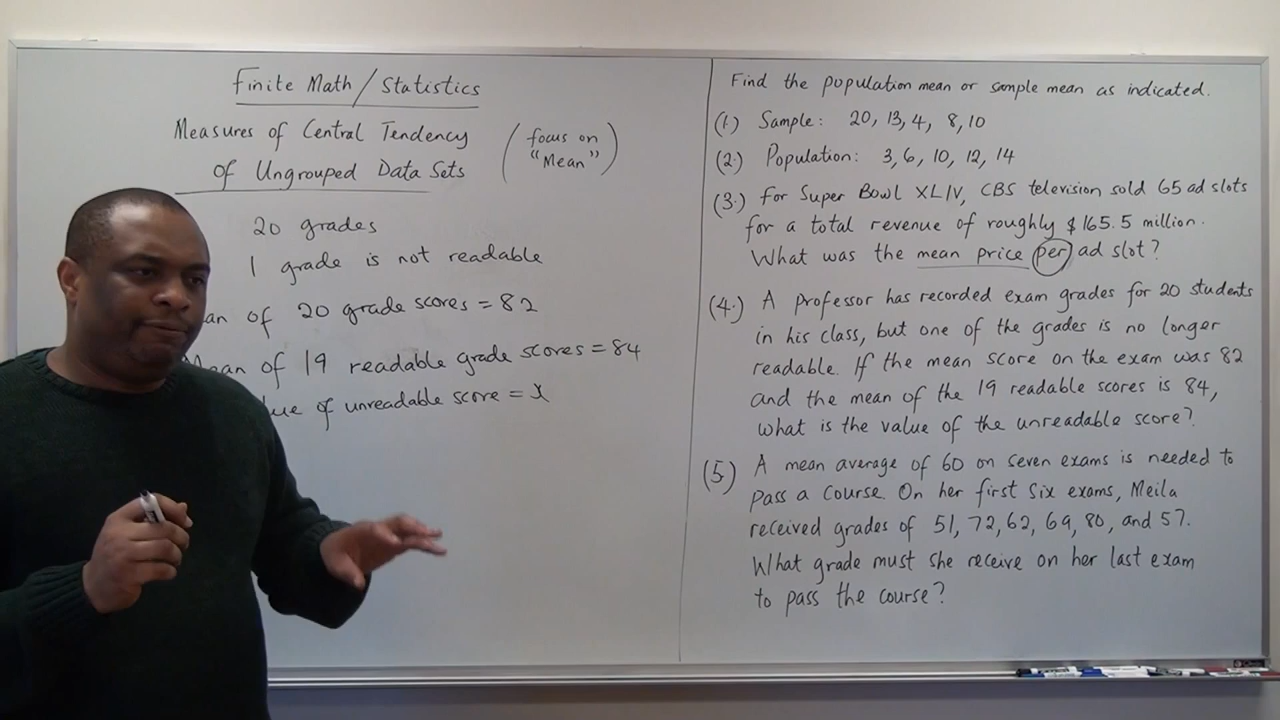 Finite Math / Statistics
Measures of Central Tendency
of Ungrouped Data Sets
(focus on
"Mean")
20 grades
1 grade is not readable
an of 20 grade scores = 82
ean of 19 readable grade scores = 84
lue of unreadable score = x
Find the population mean or sample mean as indicated.
(1.) Sample: 20, 13, 4, 8, 10
(2.) Population: 3, 6, 10, 12, 14
(3.) For Super Bowl XLIV, CBS television sold 65 ad slots
for a total revenue of roughly $165.5 million.
What was the mean price per ad slot?
(4.) A professor has recorded exam grades for 20 students
in his class, but one of the grades is no longer
readable. If the mean score on the exam was 82
and the mean of the 19 readable scores is 84,
what is the value of the unreadable score?
(5) A mean average of 60 on seven exams is needed to
pass a course. On her first six exams, Meila
received grades of 51, 72, 62, 69, 80, and 57.
What grade must she receive on her last exam
to pass the course?